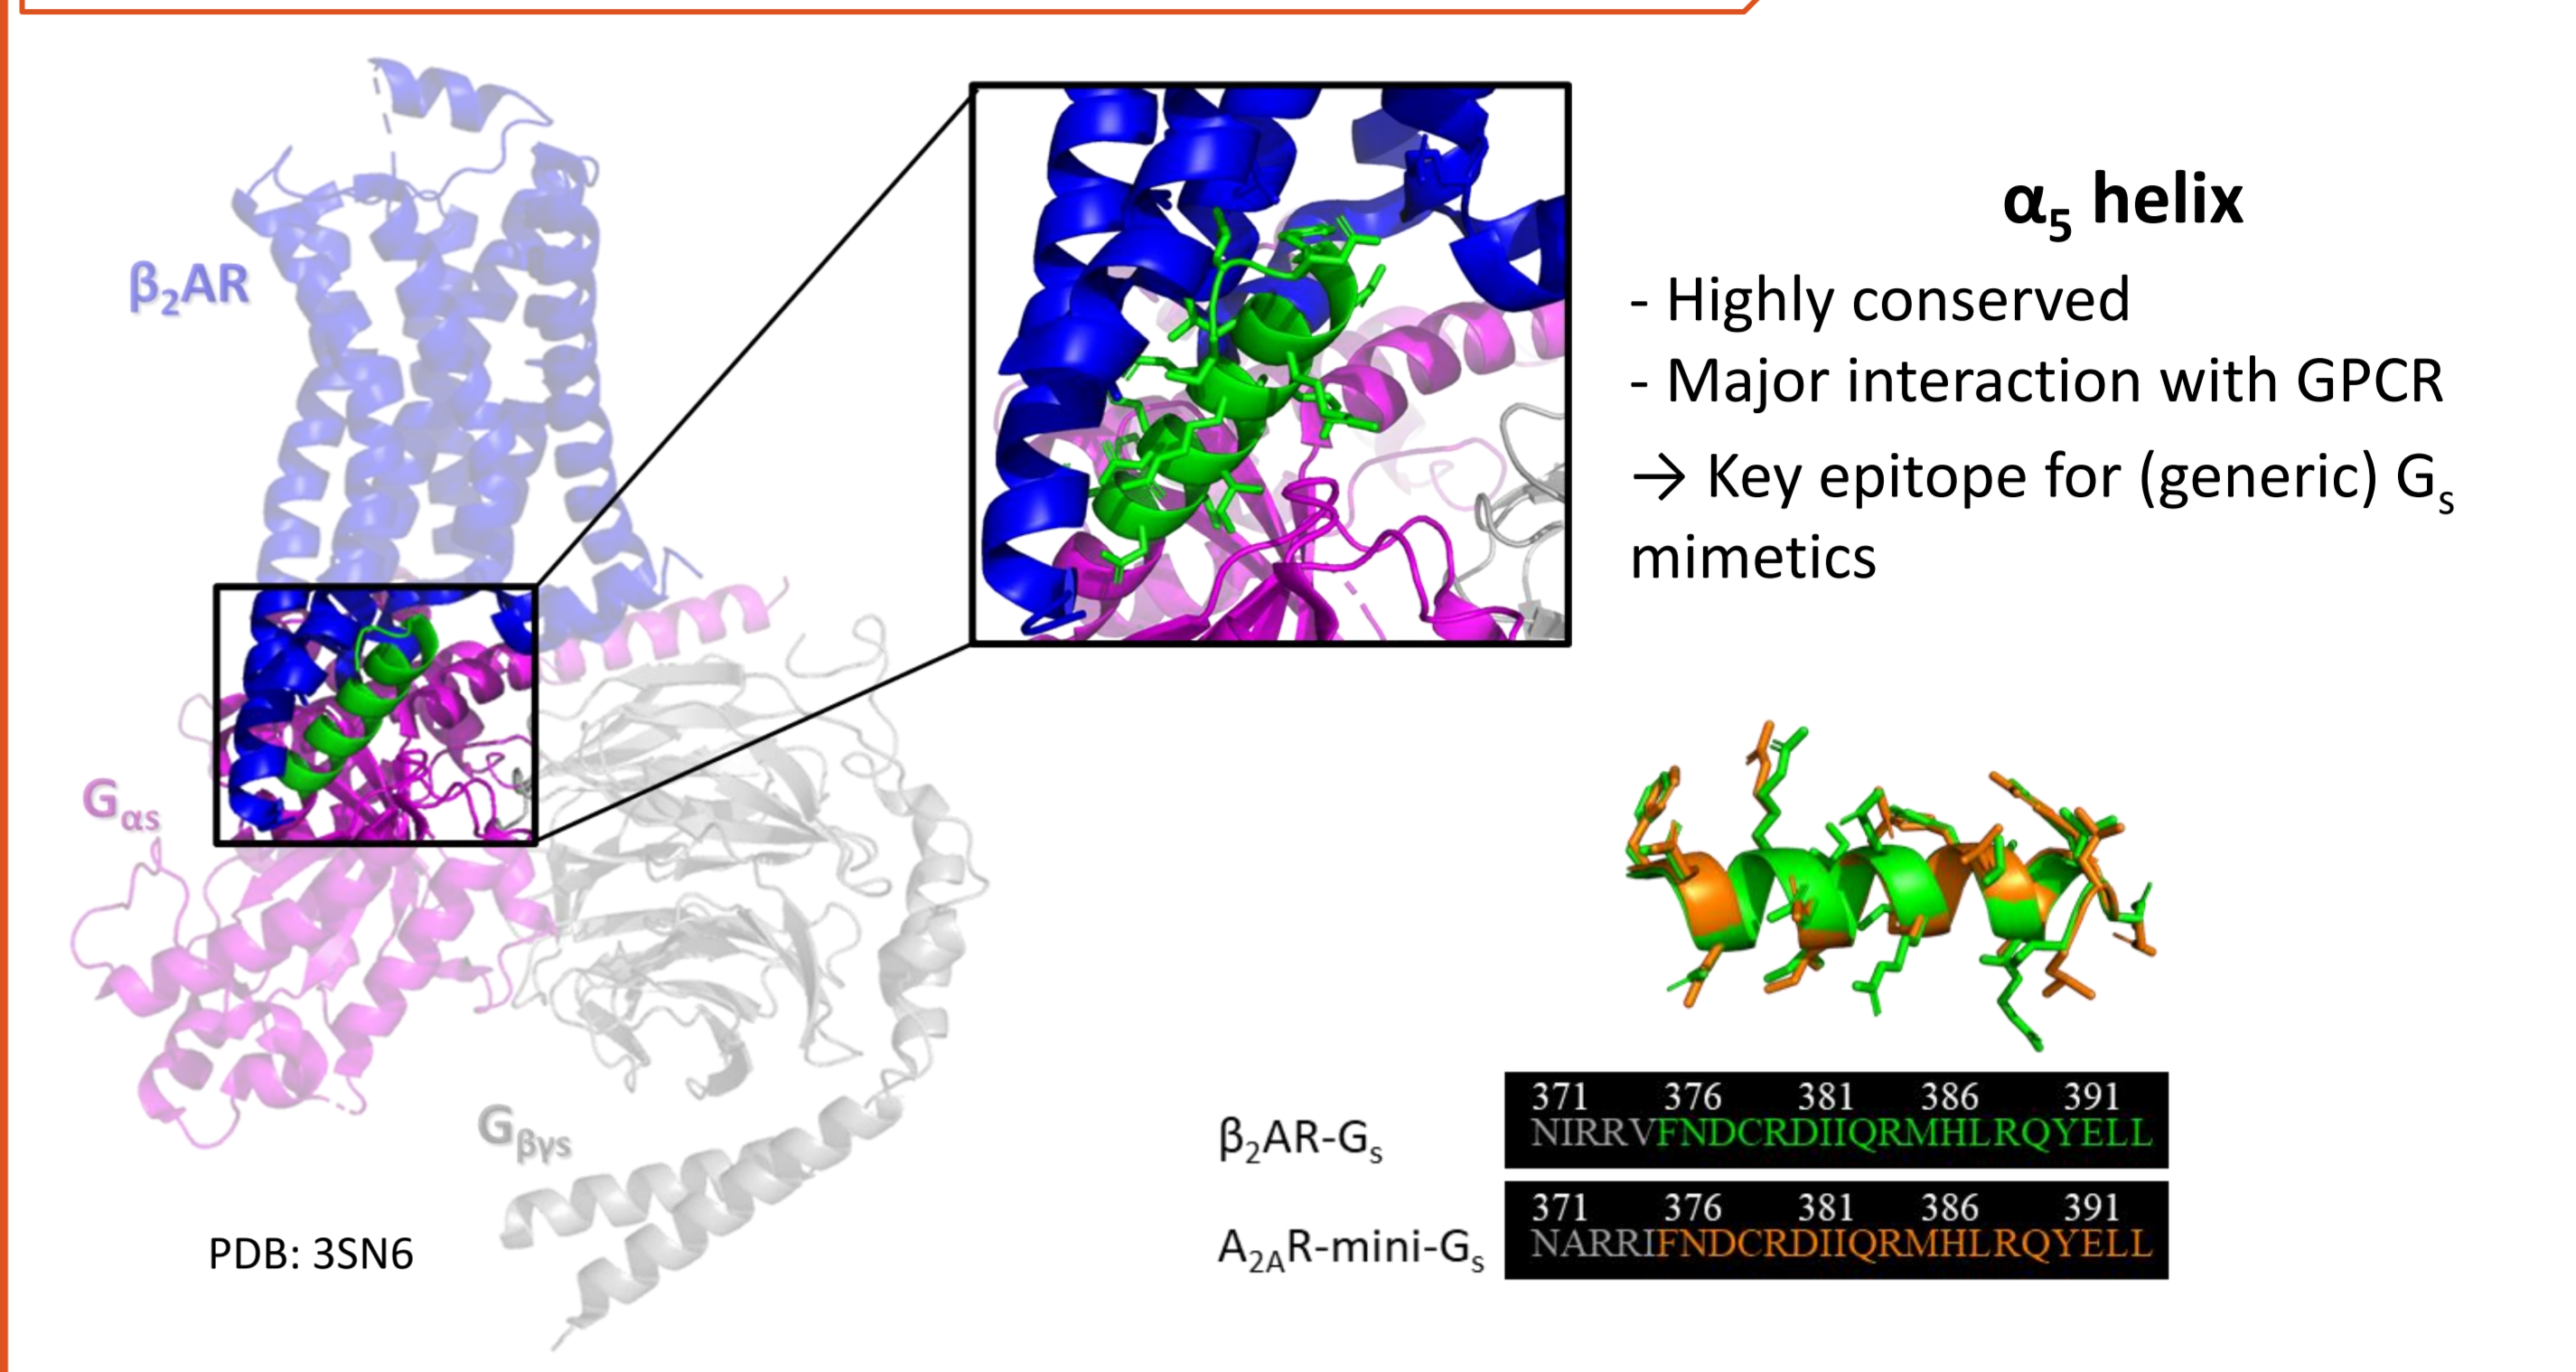 β₂AR
Gαs
Gβγs
PDB: 3SN6
α₅ helix
- Highly conserved
- Major interaction with GPCR
→ Key epitope for (generic) Gₛ
mimetics
β₂AR-Gₛ
371 376 381 386 391
NIRRVFNDCRDIIQRMHLRQYELL
A₂ₐR-mini-Gₛ
371 376 381 386 391
NARRIFNDCRDIIQRMHLRQYELL